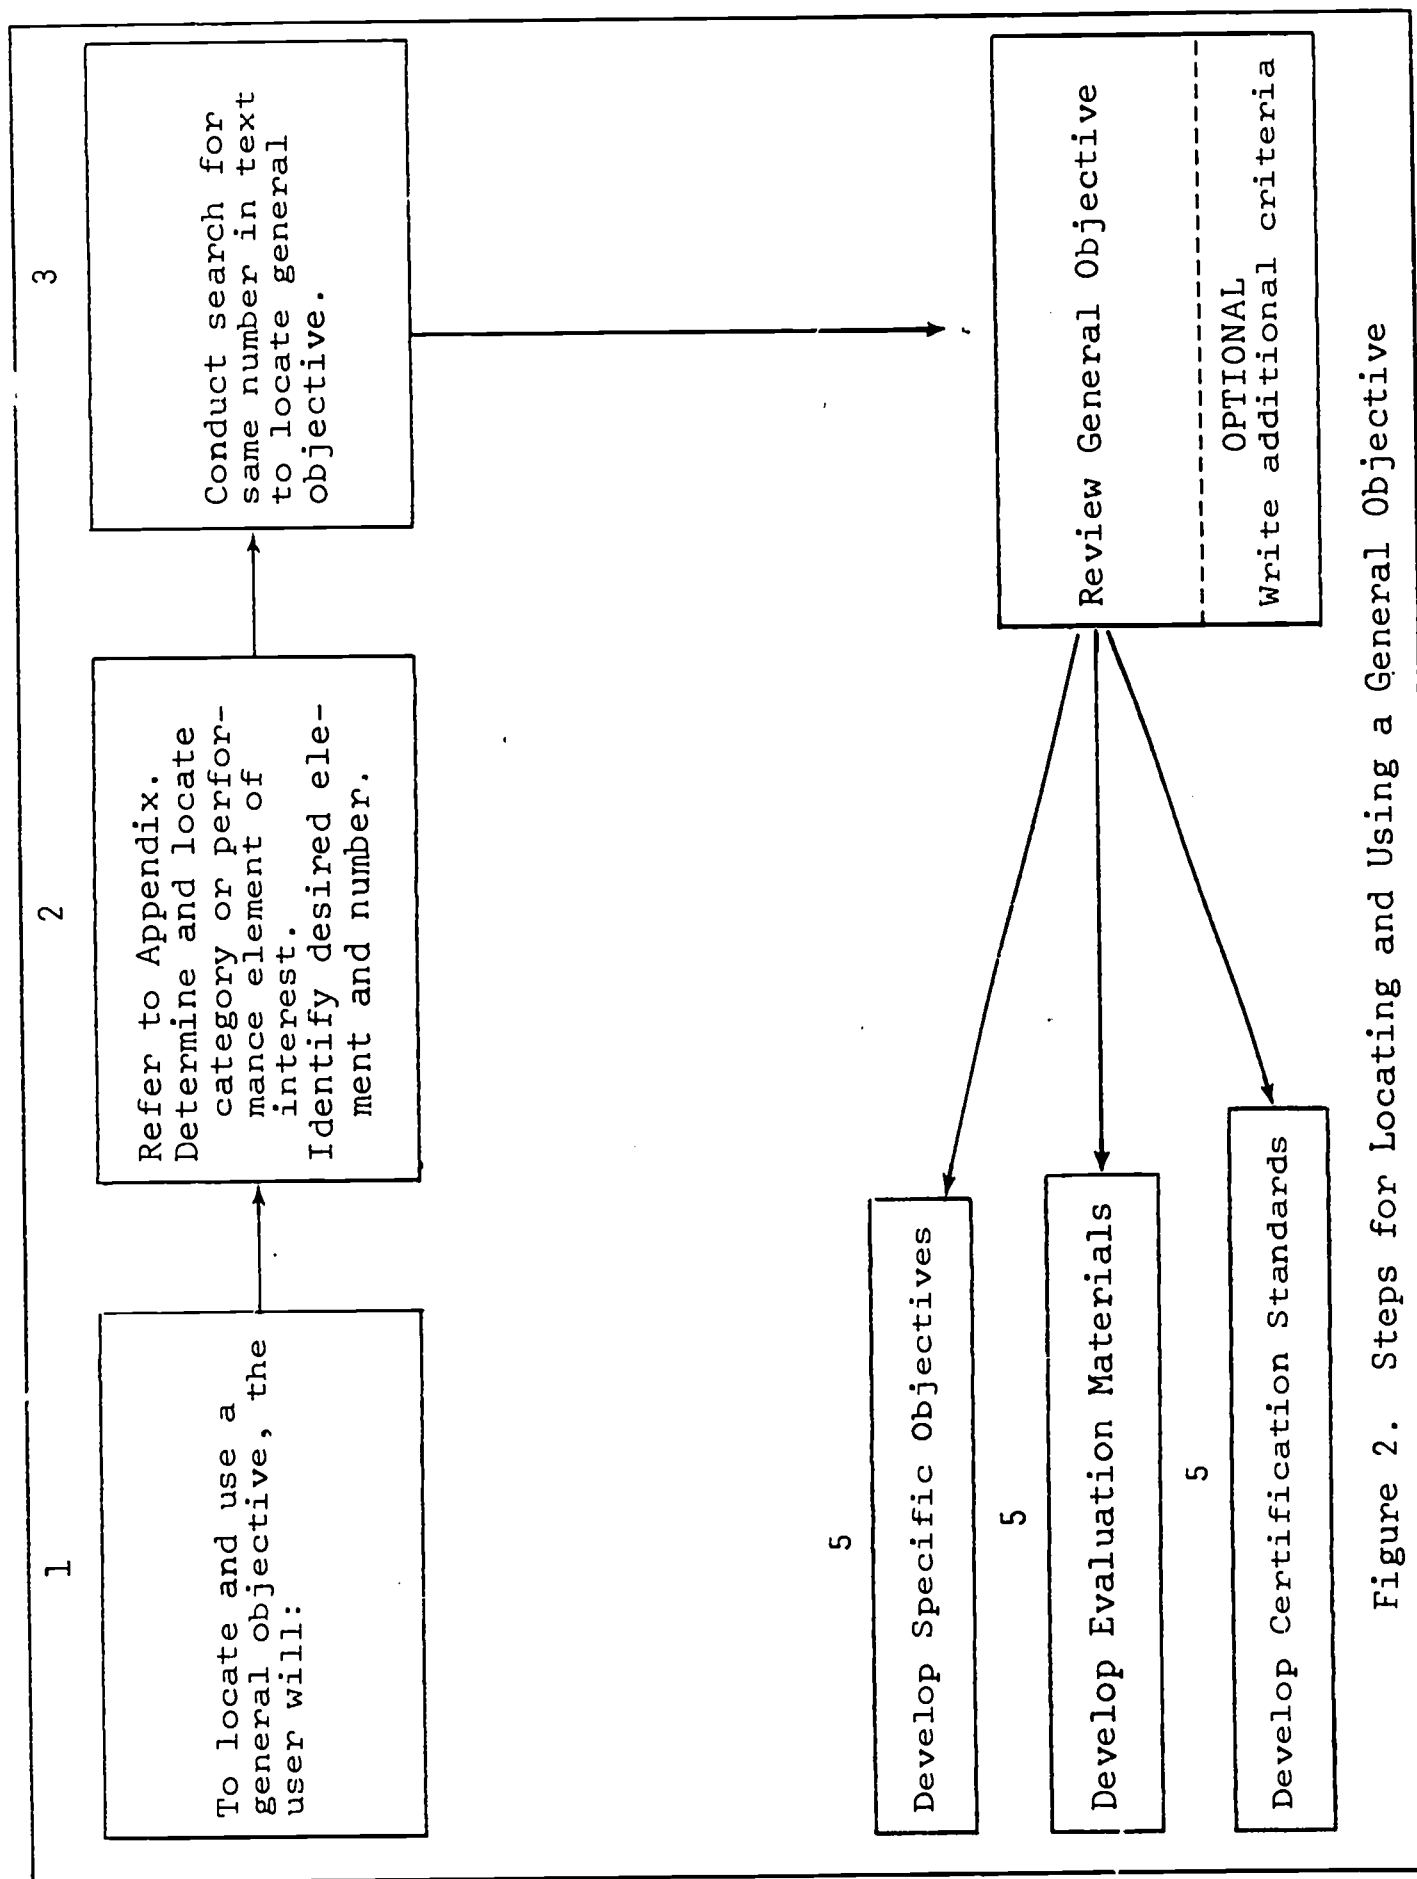 1
To locate and use a
general objective, the
user will:
2
Refer to Appendix.
Determine and locate
category or perfor-
mance element of
interest.
Identify desired ele-
ment and number.
3
Conduct search for
same number in text
to locate general
objective.
Review General Objective
OPTIONAL
Write additional criteria
5
Develop Specific Objectives
5
Develop Evaluation Materials
5
Develop Certification Standards
Figure 2. Steps for Locating and Using a General Objective